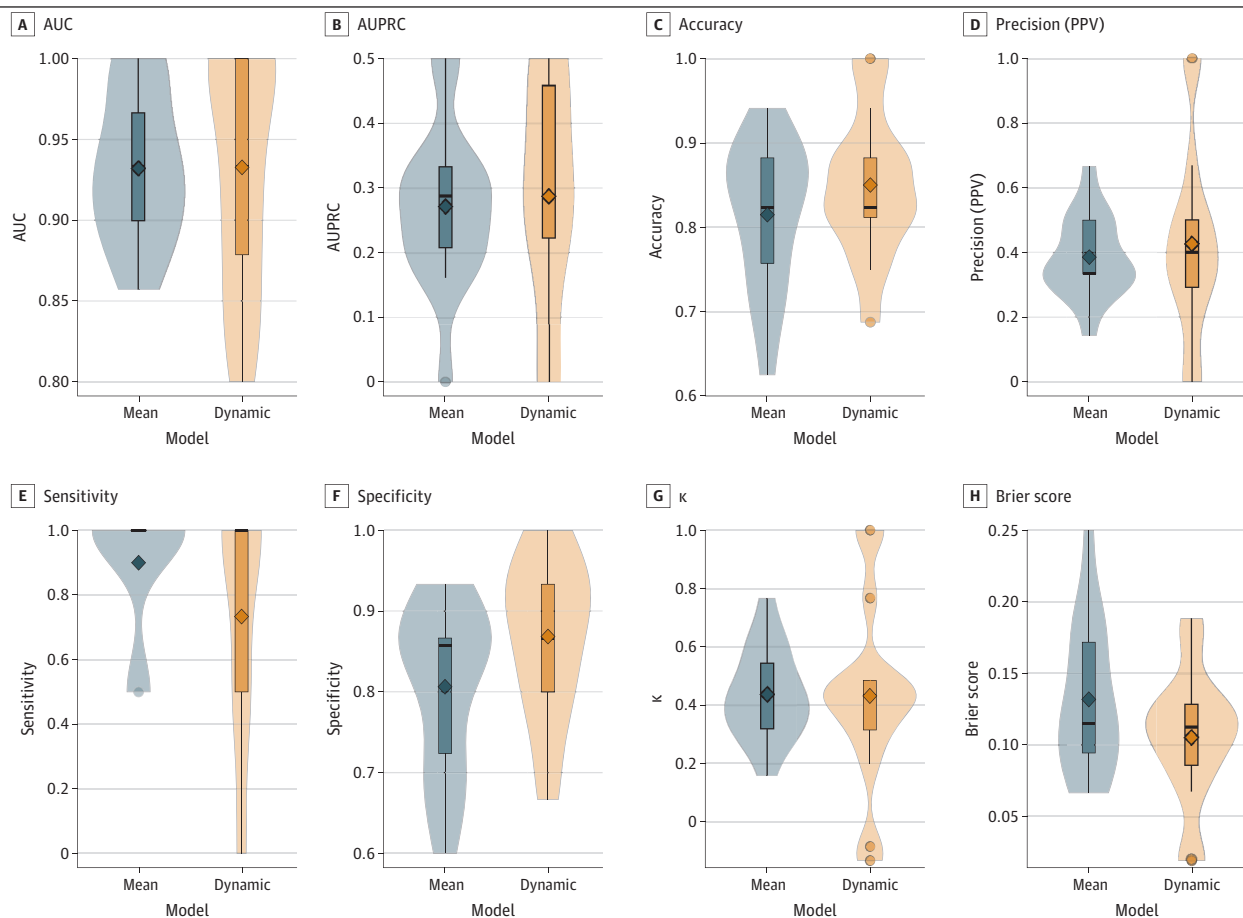 A AUC
1.00
0.95
0.90
0.85
0.80
AUC
Mean Dynamic
Model
B AUPRC
0.5
0.4
0.3
0.2
0.1
0
AUPRC
Mean Dynamic
Model
C Accuracy
1.0
0.9
0.8
0.7
0.6
Accuracy
Mean Dynamic
Model
D Precision (PPV)
1.0
0.8
0.6
0.4
0.2
0
Precision (PPV)
Mean Dynamic
Model
E Sensitivity
1.0
0.8
0.6
0.4
0.2
0
Sensitivity
Mean Dynamic
Model
F Specificity
1.0
0.9
0.8
0.7
0.6
Specificity
Mean Dynamic
Model
G κ
1.0
0.8
0.6
0.4
0.2
0
κ
Mean Dynamic
Model
H Brier score
0.25
0.20
0.15
0.10
0.05
Brier score
Mean Dynamic
Model